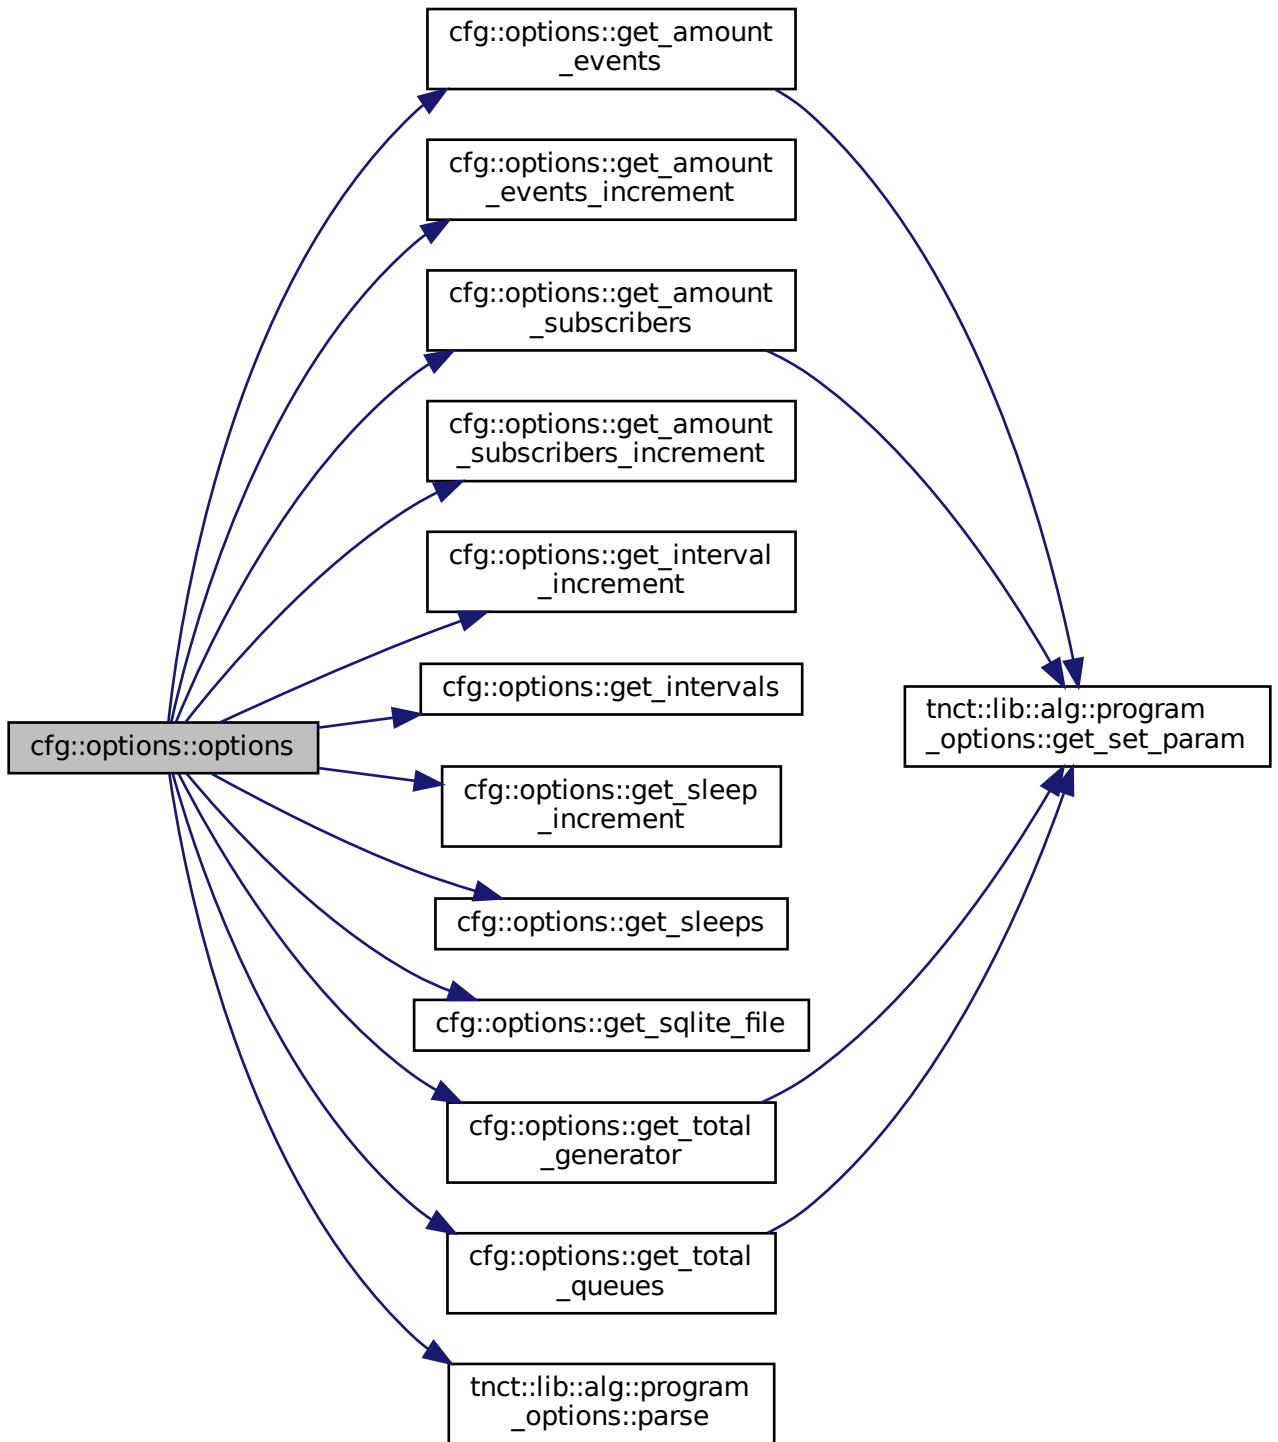 cfg::options::get_amount
_events
cfg::options::get_amount
_events_increment
cfg::options::get_amount
_subscribers
cfg::options::get_amount
_subscribers_increment
cfg::options::get_interval
_increment
cfg::options::get_intervals
tnct::lib::alg::program
_options::get_set_param
cfg::options::options
cfg::options::get_sleep
_increment
cfg::options::get_sleeps
cfg::options::get_sqlite_file
cfg::options::get_total
_generator
cfg::options::get_total
_queues
tnct::lib::alg::program
_options::parse